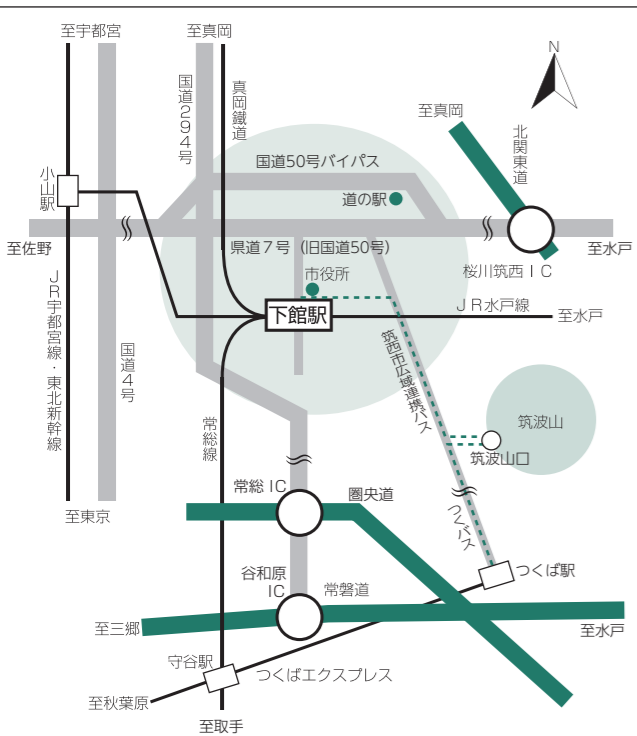 至宇都宮
至真岡
N
国道294号
真岡鐵道
至真岡
北関東道
国道50号バイパス
小山駅
道の駅
至佐野
県道7号（旧国道50号）
至水戸
桜川筑西IC
市役所
下館駅
JR水戸線
至水戸
JR宇都宮線・東北新幹線
国道4号
筑西市広域連携バス
常総線
筑波山
筑波山口
常総IC
圏央道
つくバス
至東京
谷和原
IC
常磐道
つくば駅
至三郷
至水戸
守谷駅
つくばエクスプレス
至秋葉原
至取手